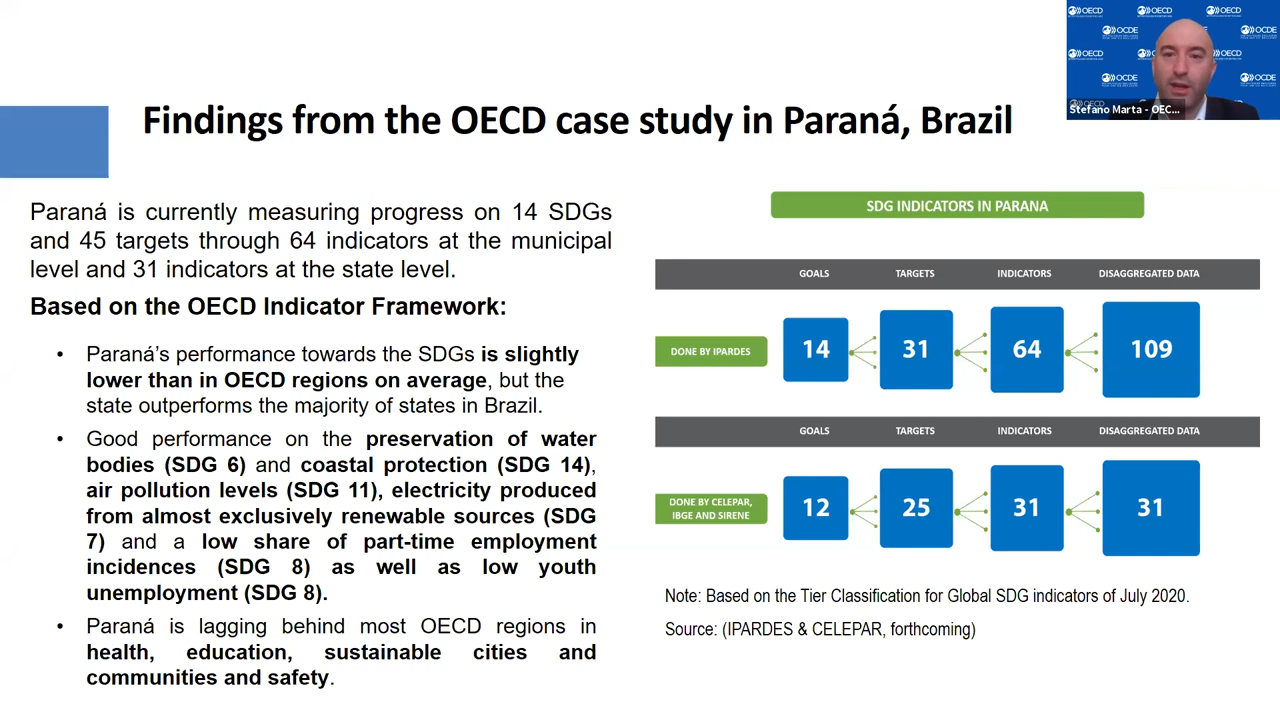 Findings from the OECD case study in Paraná, Brazil
Paraná is currently measuring progress on 14 SDGs
and 45 targets through 64 indicators at the municipal
level and 31 indicators at the state level.
Based on the OECD Indicator Framework:
• Paraná's performance towards the SDGs is slightly
lower than in OECD regions on average, but the
state outperforms the majority of states in Brazil.
• Good performance on the preservation of water
bodies (SDG 6) and coastal protection (SDG 14),
air pollution levels (SDG 11), electricity produced
from almost exclusively renewable sources (SDG
7) and a low share of part-time employment
incidences (SDG 8) as well as low youth
unemployment (SDG 8).
• Paraná is lagging behind most OECD regions in
health, education, sustainable cities and
communities and safety.
SDG INDICATORS IN PARANA
GOALS TARGETS INDICATORS DISAGGREGATED DATA
DONE BY IPARDES 14 31 64 109
GOALS TARGETS INDICATORS DISAGGREGATED DATA
DONE BY CELEPAR,
IBGE AND SIRENE
12 25 31 31
Note: Based on the Tier Classification for Global SDG indicators of July 2020.
Source: (IPARDES & CELEPAR, forthcoming)
OECD OECD OECD
OCDE OCDE
OECD OECD
OCDE OCDE
OECD
Stefano Marta - OEC...